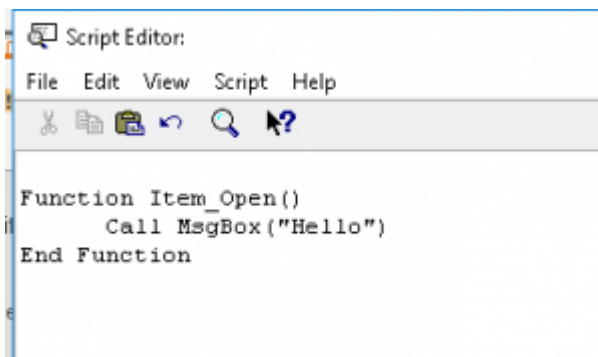 Script Editor:
File Edit View Script Help
Function Item_Open()
Call MsgBox("Hello")
End Function